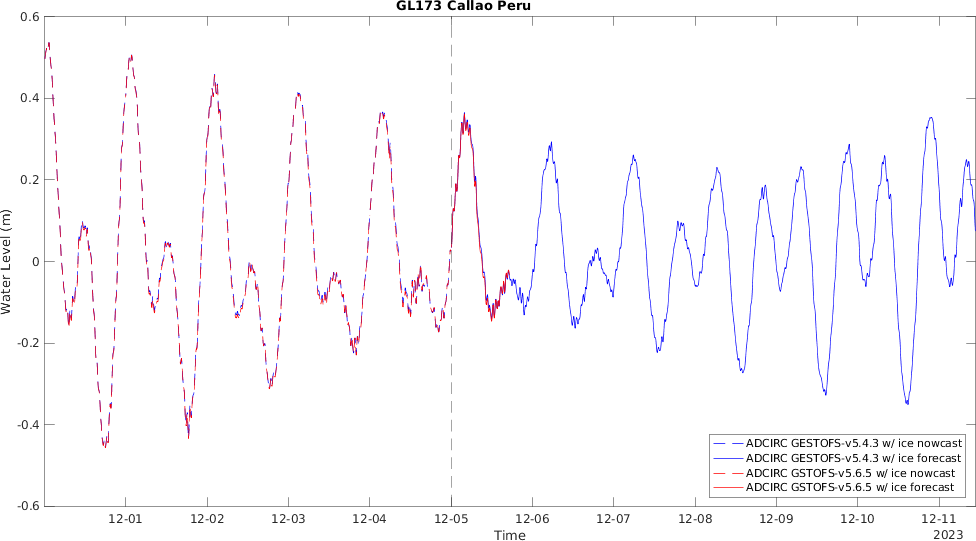 GL173 Callao Peru
0.6
0.4
0.2
0
-0.2
-0.4
-0.6
Water Level (m)
12-01 12-02 12-03 12-04 12-05 12-06 12-07 12-08 12-09 12-10 12-11
Time
2023
ADCIRC GESTOFS-v5.4.3 w/ ice nowcast
ADCIRC GESTOFS-v5.4.3 w/ ice forecast
ADCIRC GSTOFS-v5.6.5 w/ ice nowcast
ADCIRC GSTOFS-v5.6.5 w/ ice forecast